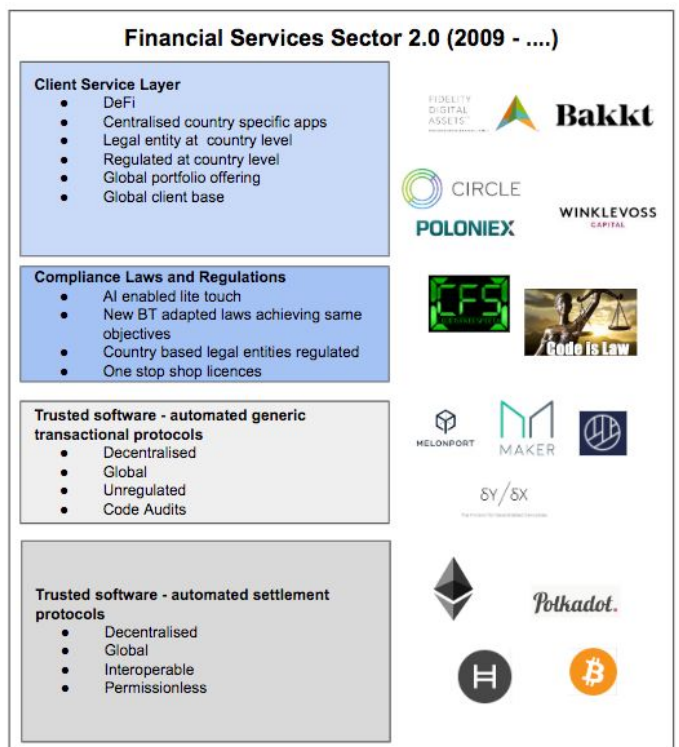 Financial Services Sector 2.0 (2009 - ....)
Client Service Layer
● DeFi
● Centralised country specific apps
● Legal entity at country level
● Regulated at country level
● Global portfolio offering
● Global client base
FIDELITY
DIGITAL
ASSETS
Bakkt
CIRCLE
POLONIEX
WINKLEVOSS
CAPITAL
Compliance Laws and Regulations
● AI enabled lite touch
● New BT adapted laws achieving same
objectives
● Country based legal entities regulated
● One stop shop licences
CFS
Code is Law
Trusted software - automated generic
transactional protocols
● Decentralised
● Global
● Unregulated
● Code Audits
MELONPORT
MAKER
δY/δX
Trusted software - automated settlement
protocols
● Decentralised
● Global
● Interoperable
● Permissionless
Polkadot.